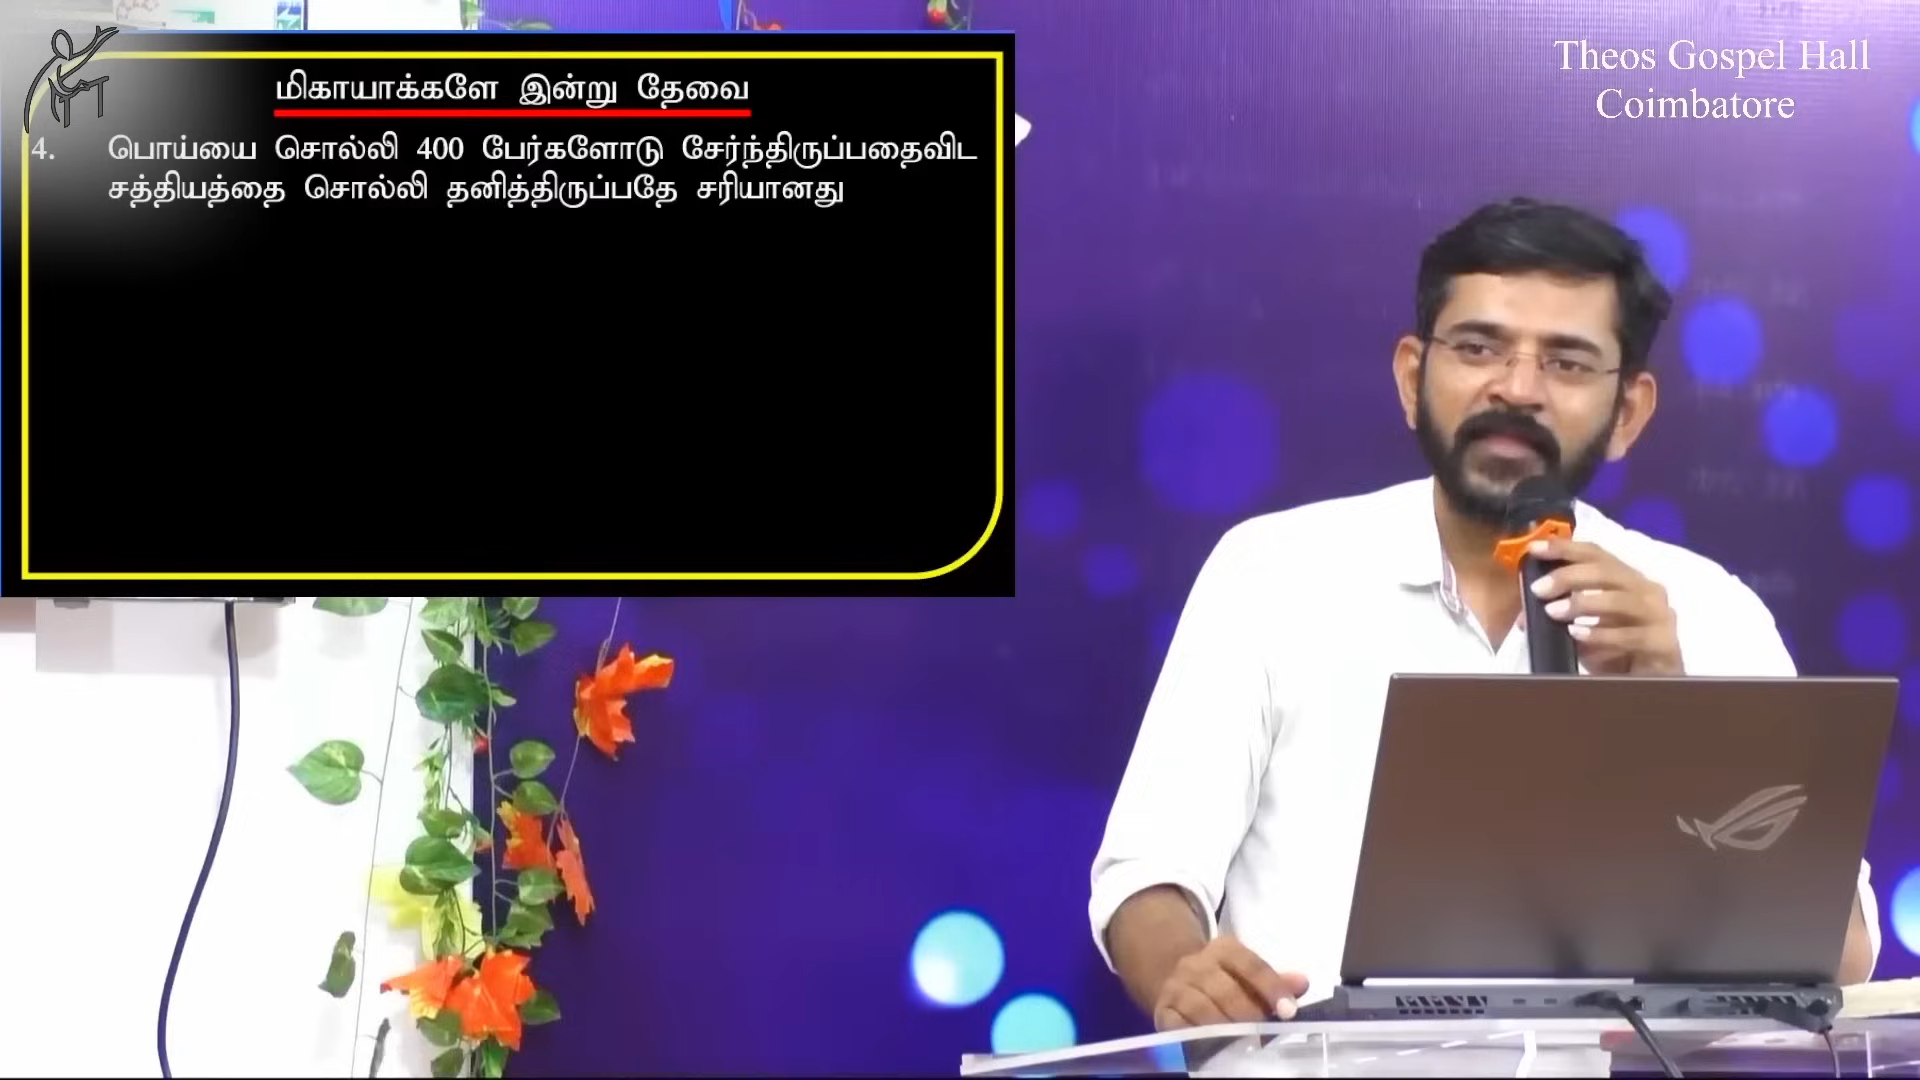 மிகாயாக்களே இன்று தேவை
4. பொய்யை சொல்லி 400 பேர்களோடு சேர்ந்திருப்பதைவிட
சத்தியத்தை சொல்லி தனித்திருப்பதே சரியானது
Theos Gospel Hall
Coimbatore